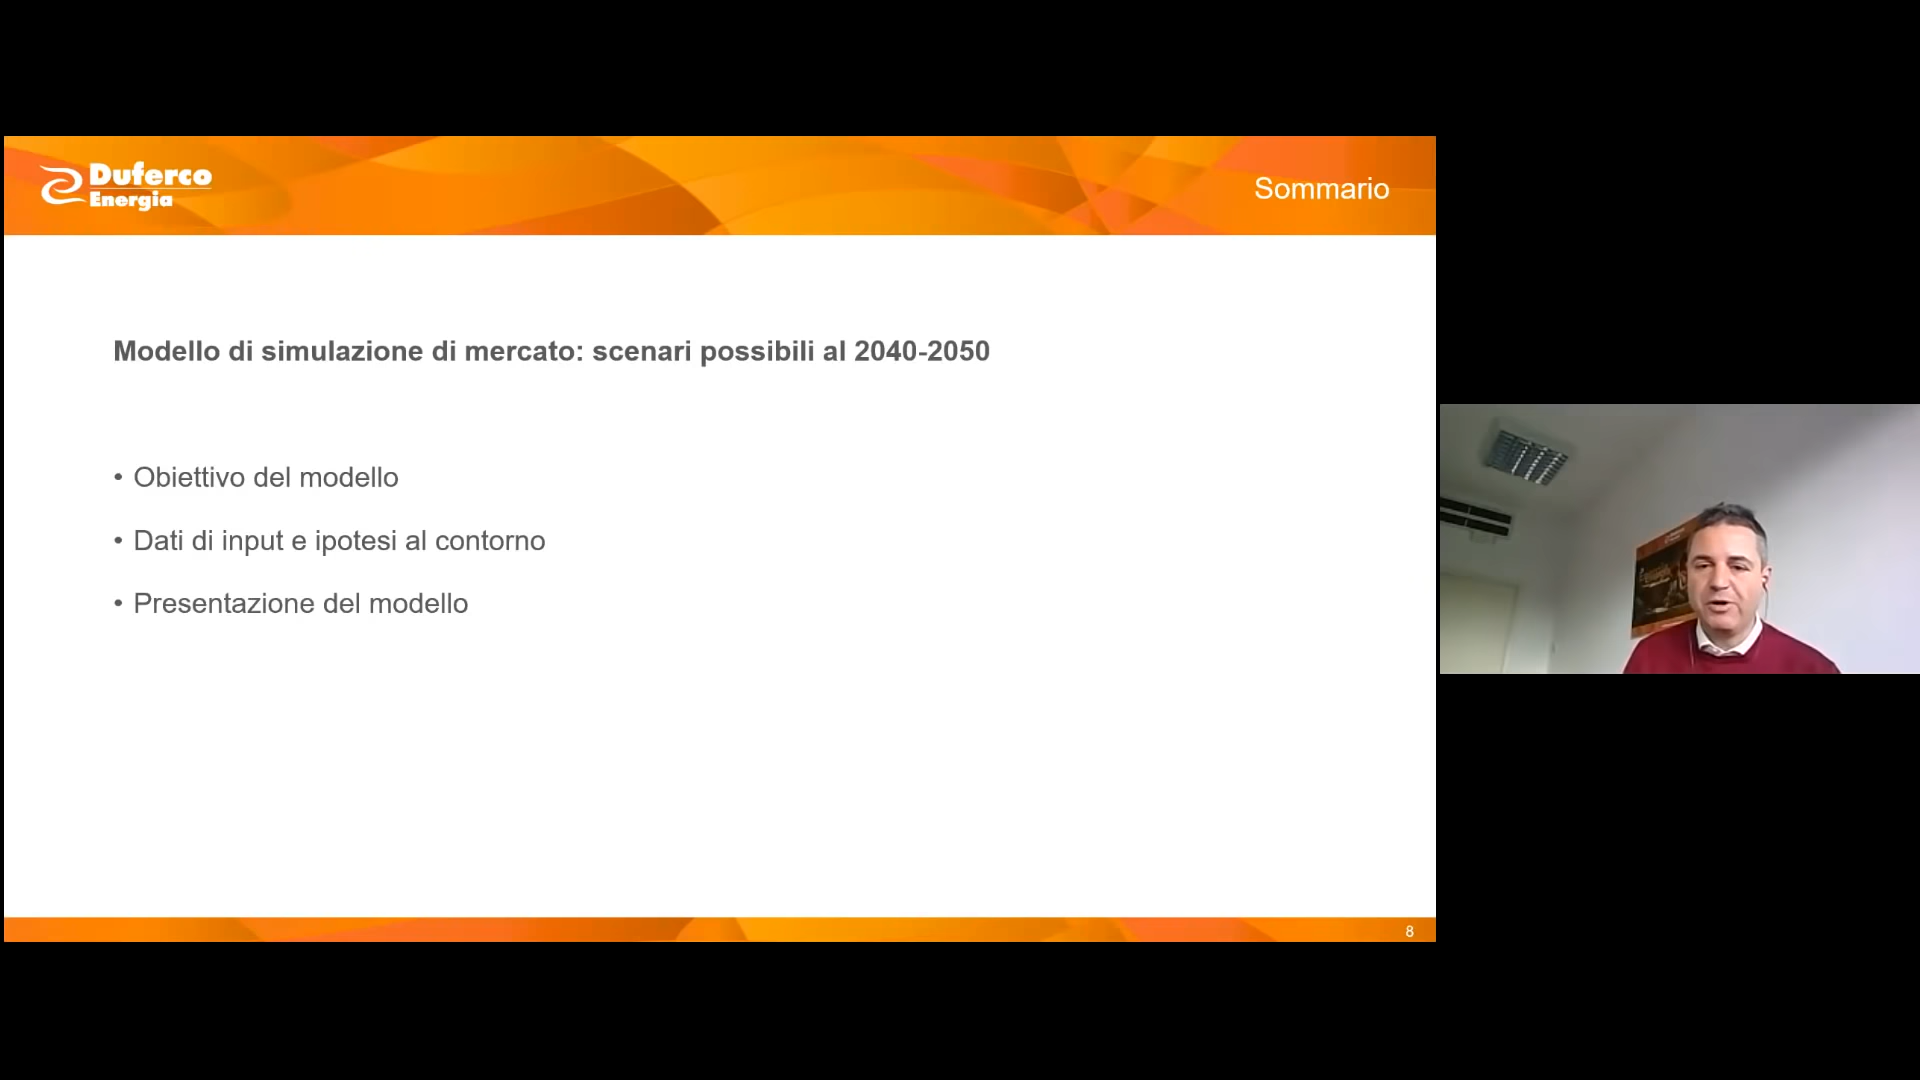 Duferco
Energia
Sommario
Modello di simulazione di mercato: scenari possibili al 2040-2050
• Obiettivo del modello
• Dati di input e ipotesi al contorno
• Presentazione del modello
8